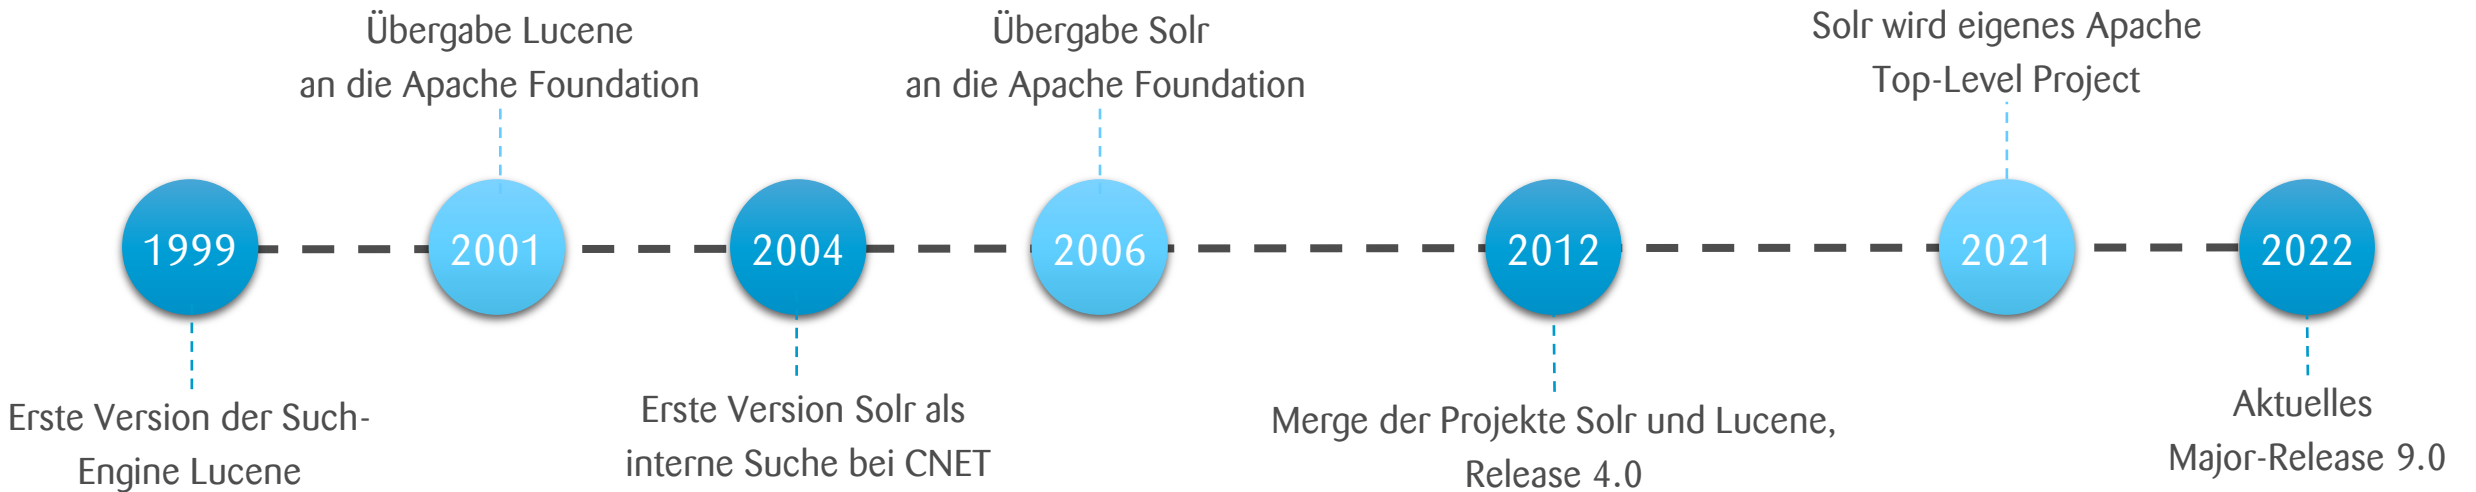 Übergabe Lucene
an die Apache Foundation
Übergabe Solr
an die Apache Foundation
Solr wird eigenes Apache
Top-Level Project
1999
2001
2004
2006
2012
2021
2022
Erste Version der Such-
Engine Lucene
Erste Version Solr als
interne Suche bei CNET
Merge der Projekte Solr und Lucene,
Release 4.0
Aktuelles
Major-Release 9.0